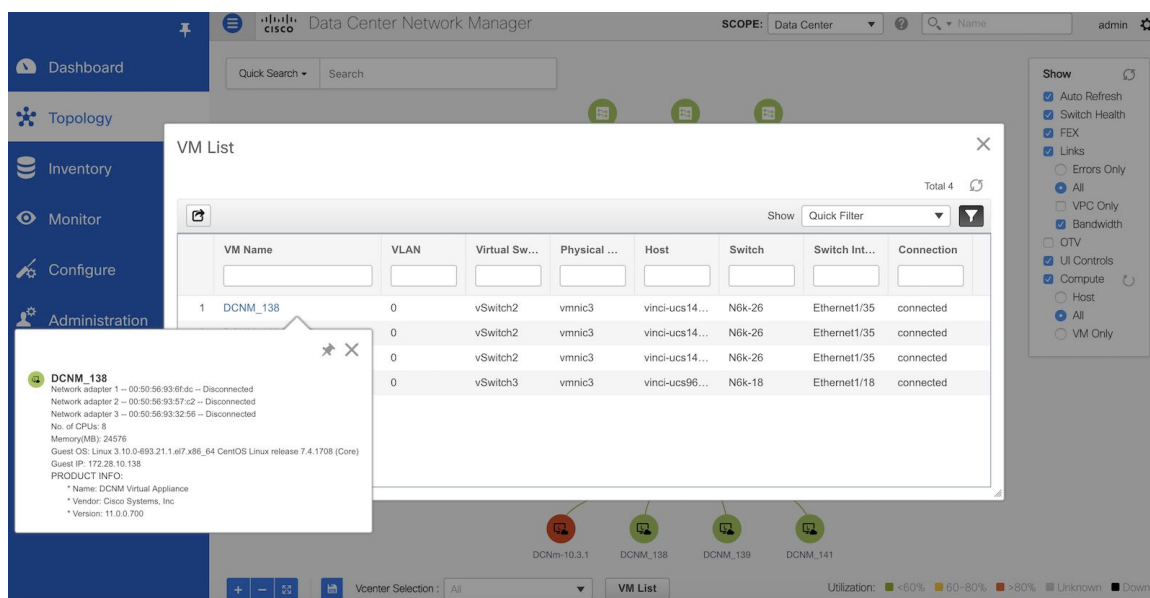 CISCO Data Center Network Manager
SCOPE: Data Center
Name
admin
Dashboard
Topology
Inventory
Monitor
Configure
Administration
Quick Search
Search
Show
Auto Refresh
Switch Health
FEX
Links
Errors Only
All
VPC Only
Bandwidth
OTV
UI Controls
Compute
Host
All
VM Only
VM List
Total 4
Show Quick Filter
VM Name VLAN Virtual Sw... Physical ... Host Switch Switch Int... Connection
1 DCNM_138 0 vSwitch2 vmnic3 vinci-ucs14... N6k-26 Ethernet1/35 connected
0 vSwitch2 vmnic3 vinci-ucs14... N6k-26 Ethernet1/35 connected
0 vSwitch2 vmnic3 vinci-ucs14... N6k-26 Ethernet1/35 connected
0 vSwitch3 vmnic3 vinci-ucs96... N6k-18 Ethernet1/18 connected
DCNM_138
Network adapter 1 -- 00:50:56:93:6f:dc -- Disconnected
Network adapter 2 -- 00:50:56:93:57:c2 -- Disconnected
Network adapter 3 -- 00:50:56:93:32:56 -- Disconnected
No. of CPUs: 8
Memory(MB): 24576
Guest OS: Linux 3.10.0-693.21.1.el7.x86_64 CentOS Linux release 7.4.1708 (Core)
Guest IP: 172.28.10.138
PRODUCT INFO:
* Name: DCNM Virtual Appliance
* Vendor: Cisco Systems, Inc
* Version: 11.0.0.700
DCNm-10.3.1 DCNM_138 DCNM_139 DCNM_141
+ − Vcenter Selection : All VM List
Utilization: <60% 60-80% >80% Unknown Down